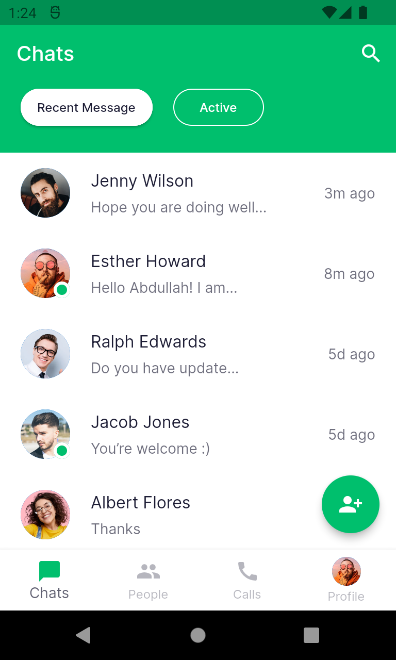 1:24
Chats
Recent Message
Active
Jenny Wilson
3m ago
Hope you are doing well...
Esther Howard
8m ago
Hello Abdullah! I am...
Ralph Edwards
5d ago
Do you have update...
Jacob Jones
5d ago
You’re welcome :)
Albert Flores
Thanks
Chats
People
Calls
Profile